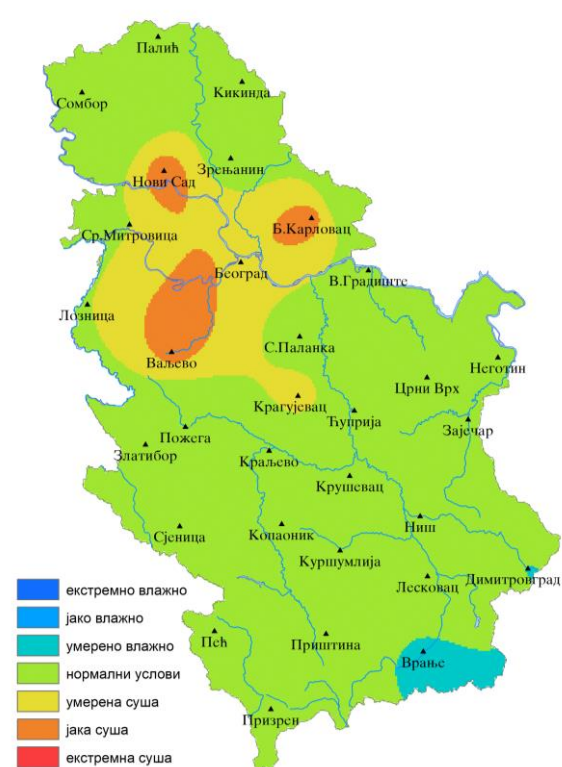 Палић
Кикинда
Сомбор
Зрењанин
Нови Сад
Б.Карловац
Ср.Митровица
Београд
В.Градиште
Лозница
С.Паланка
Ваљево
Неготин
Црни Врх
Крагујевац
Ћуприја
Зајечар
Пожега
Златибор
Краљево
Крушевац
Ниш
Сјеница
Копаоник
Куршумлија
Димитровград
Лесковац
екстремно влажно
јако влажно
умерено влажно
Пећ
Приштина
Врање
нормални услови
умерена суша
Призрен
јака суша
екстремна суша